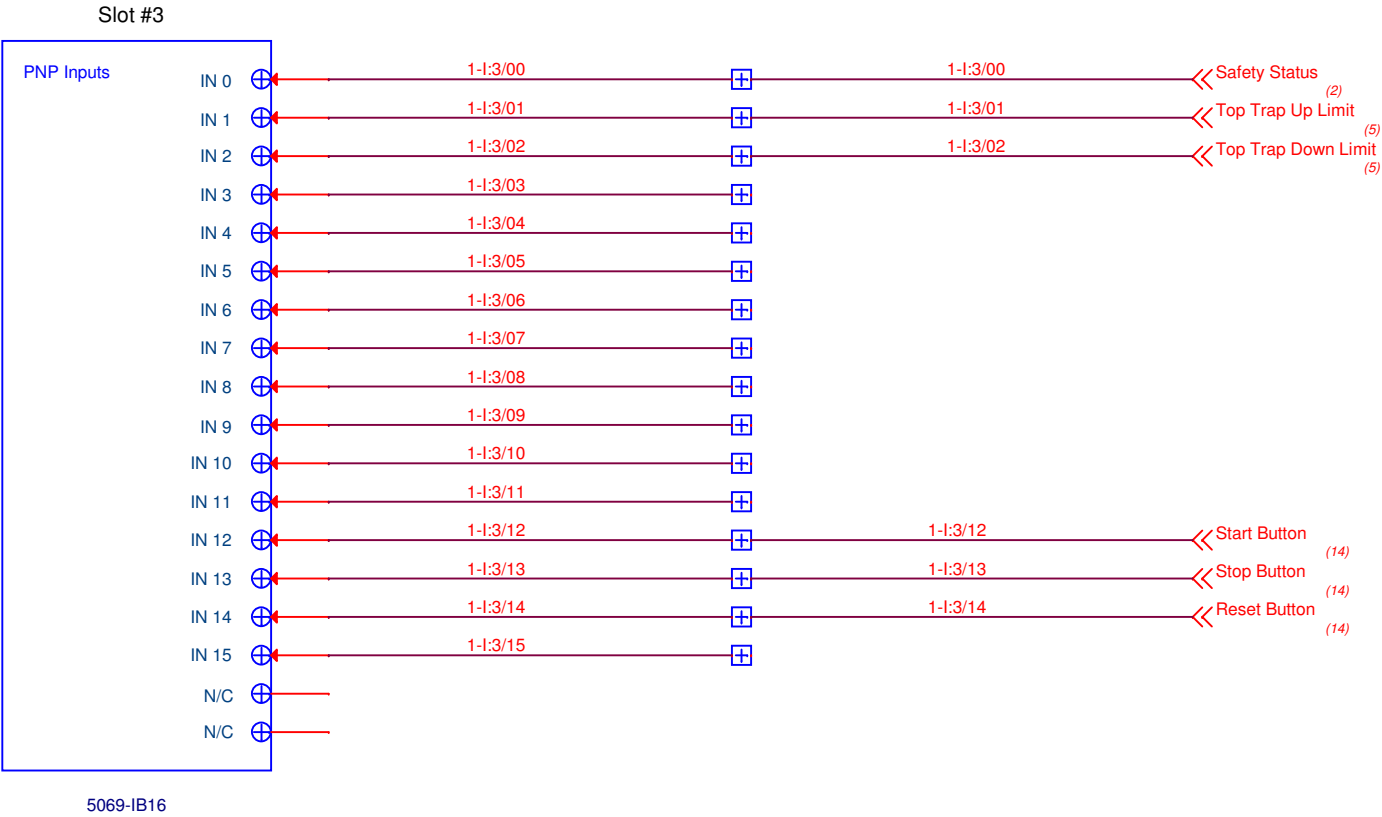 Slot #3
PNP Inputs
IN 0 1-I:3/00 1-I:3/00 Safety Status
(2)
IN 1 1-I:3/01 1-I:3/01 Top Trap Up Limit
(5)
IN 2 1-I:3/02 1-I:3/02 Top Trap Down Limit
(5)
IN 3 1-I:3/03
IN 4 1-I:3/04
IN 5 1-I:3/05
IN 6 1-I:3/06
IN 7 1-I:3/07
IN 8 1-I:3/08
IN 9 1-I:3/09
IN 10 1-I:3/10
IN 11 1-I:3/11
IN 12 1-I:3/12 1-I:3/12 Start Button
(14)
IN 13 1-I:3/13 1-I:3/13 Stop Button
(14)
IN 14 1-I:3/14 1-I:3/14 Reset Button
(14)
IN 15 1-I:3/15
N/C
N/C
5069-IB16